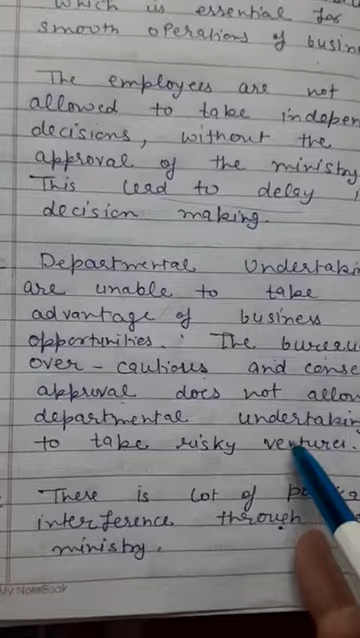 which is essential for
smooth operations of busin
The employees are not
allowed to take indepen
decisions, without the
approval of the ministry
This lead to delay
decision making.
Departmental Undertakin
are unable to take
advantage of business
opportunities. The bureau
over-cautious and conse
approval does not allow
departmental undertakin
to take risky ventures.
There is lot of
interference through
ministry.
My NoteBook